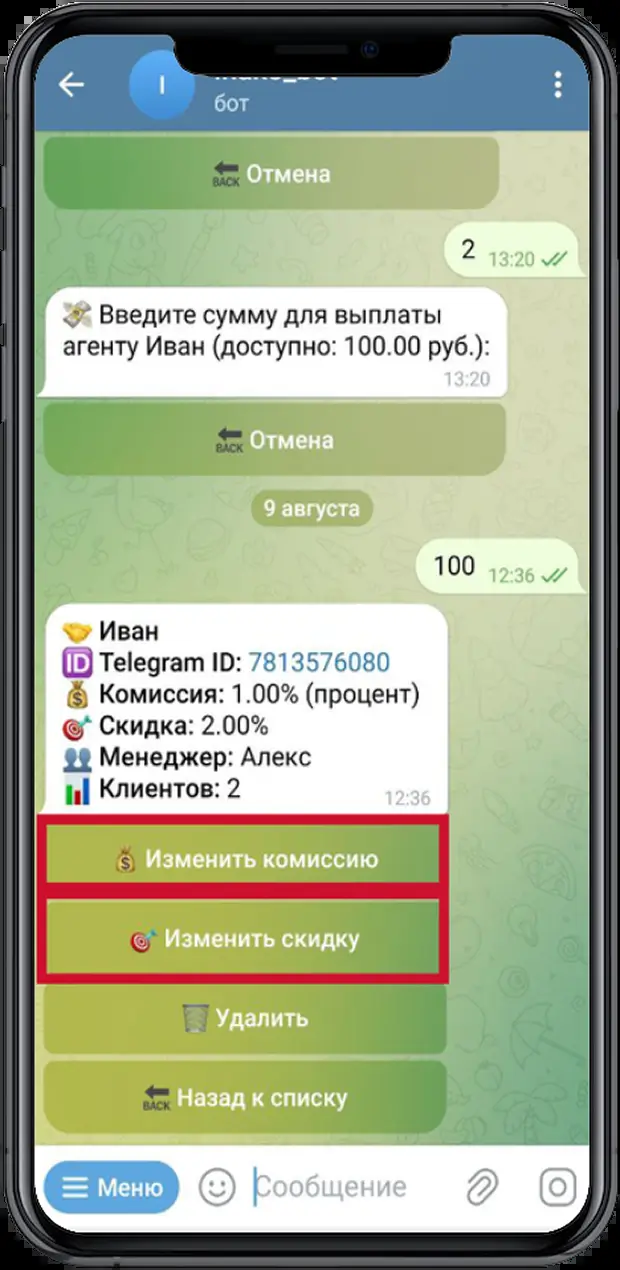 I
бот
BACK Отмена
2 13:20
Введите сумму для выплаты
агенту Иван (доступно: 100.00 руб.):
13:20
BACK Отмена
9 августа
100 12:36
Иван
ID Telegram ID: 7813576080
Комиссия: 1.00% (процент)
Скидка: 2.00%
Менеджер: Алекс
Клиентов: 2
12:36
Изменить комиссию
Изменить скидку
Удалить
BACK Назад к списку
Меню Сообщение